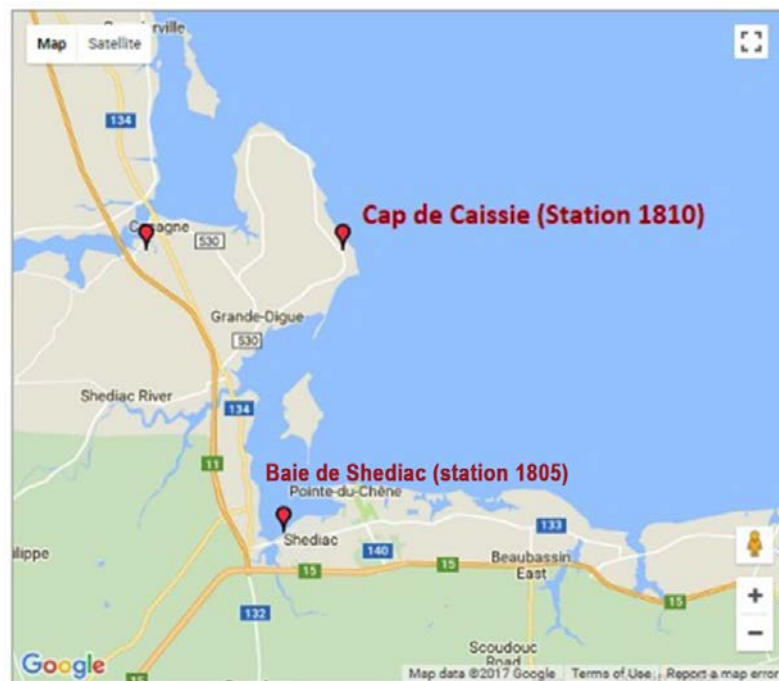 Map Satellite
134
Cap de Caissie (Station 1810)
530
Grande-Digue
530
Shediac River
134
Baie de Shediac (station 1805)
11
Pointe-du-Chêne
133
Shediac
140
Beaubassin
East
15
15
15
132
Scoudouc
Road
Google
15
Map data ©2017 Google Terms of Use Report a map error